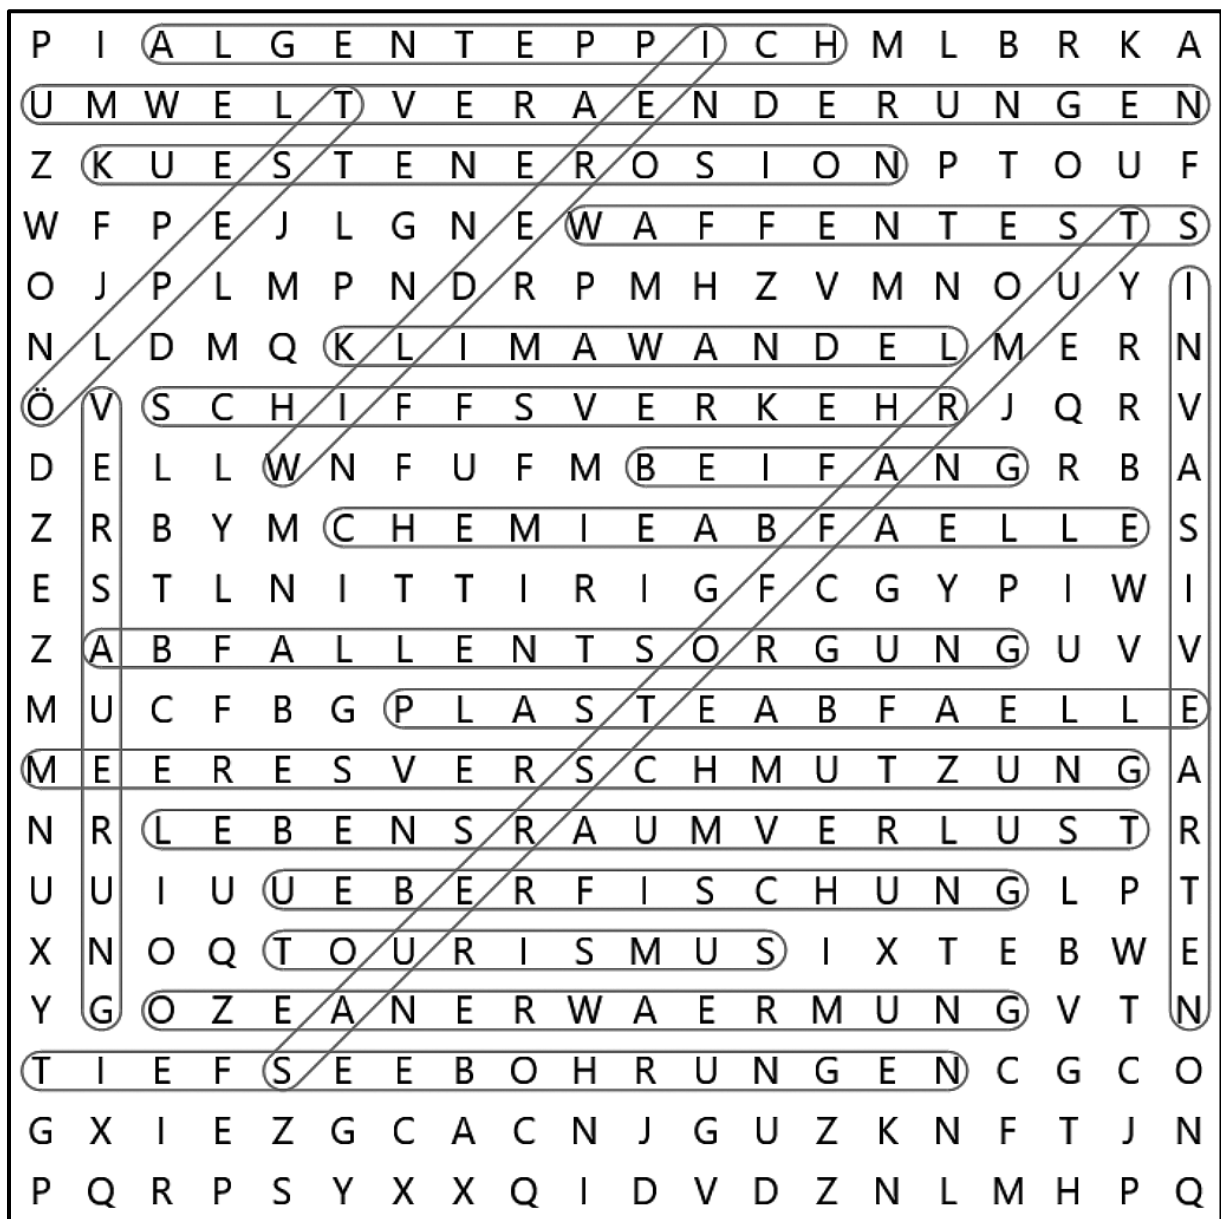 P I A L G E N T E P P I C H M L B R K A
U M W E L T V E R A E N D E R U N G E N
Z K U E S T E N E R O S I O N P T O U F
W F P E J L G N E W A F F E N T E S T S
O J P L M P N D R P M H Z V M N O U Y I
N L D M Q K L I M A W A N D E L M E R N
Ö V S C H I F F S V E R K E H R J Q R V
D E L L W N F U F M B E I F A N G R B A
Z R B Y M C H E M I E A B F A E L L E S
E S T L N I T T I R I G F C G Y P I W I
Z A B F A L L E N T S O R G U N G U V V
M U C F B G P L A S T E A B F A E L L E
M E E R E S V E R S C H M U T Z U N G A
N R L E B E N S R A U M V E R L U S T R
U U I U U E B E R F I S C H U N G L P T
X N O Q T O U R I S M U S I X T E B W E
Y G O Z E A N E R W A E R M U N G V T N
T I E F S E E B O H R U N G E N C G C O
G X I E Z G C A C N J G U Z K N F T J N
P Q R P S Y X X Q I D V D Z N L M H P Q